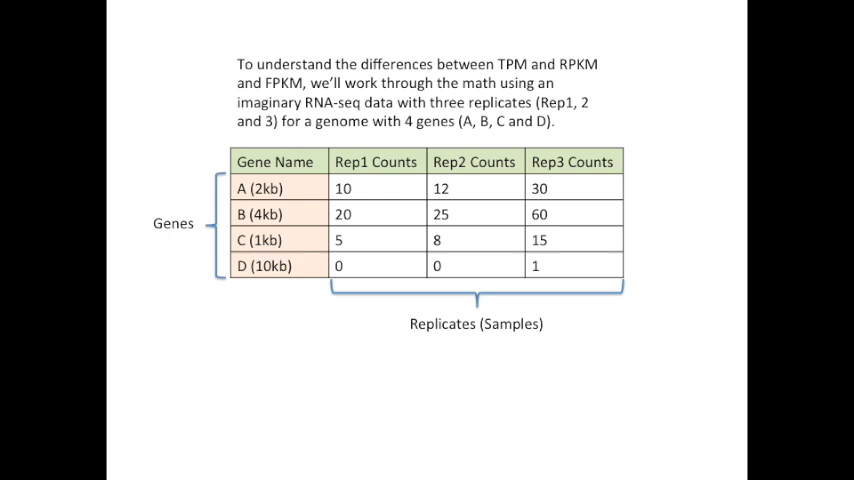 To understand the differences between TPM and RPKM
and FPKM, we'll work through the math using an
imaginary RNA-seq data with three replicates (Rep1, 2
and 3) for a genome with 4 genes (A, B, C and D).
Gene Name Rep1 Counts Rep2 Counts Rep3 Counts
A (2kb) 10 12 30
B (4kb) 20 25 60
C (1kb) 5 8 15
D (10kb) 0 0 1
Genes
Replicates (Samples)